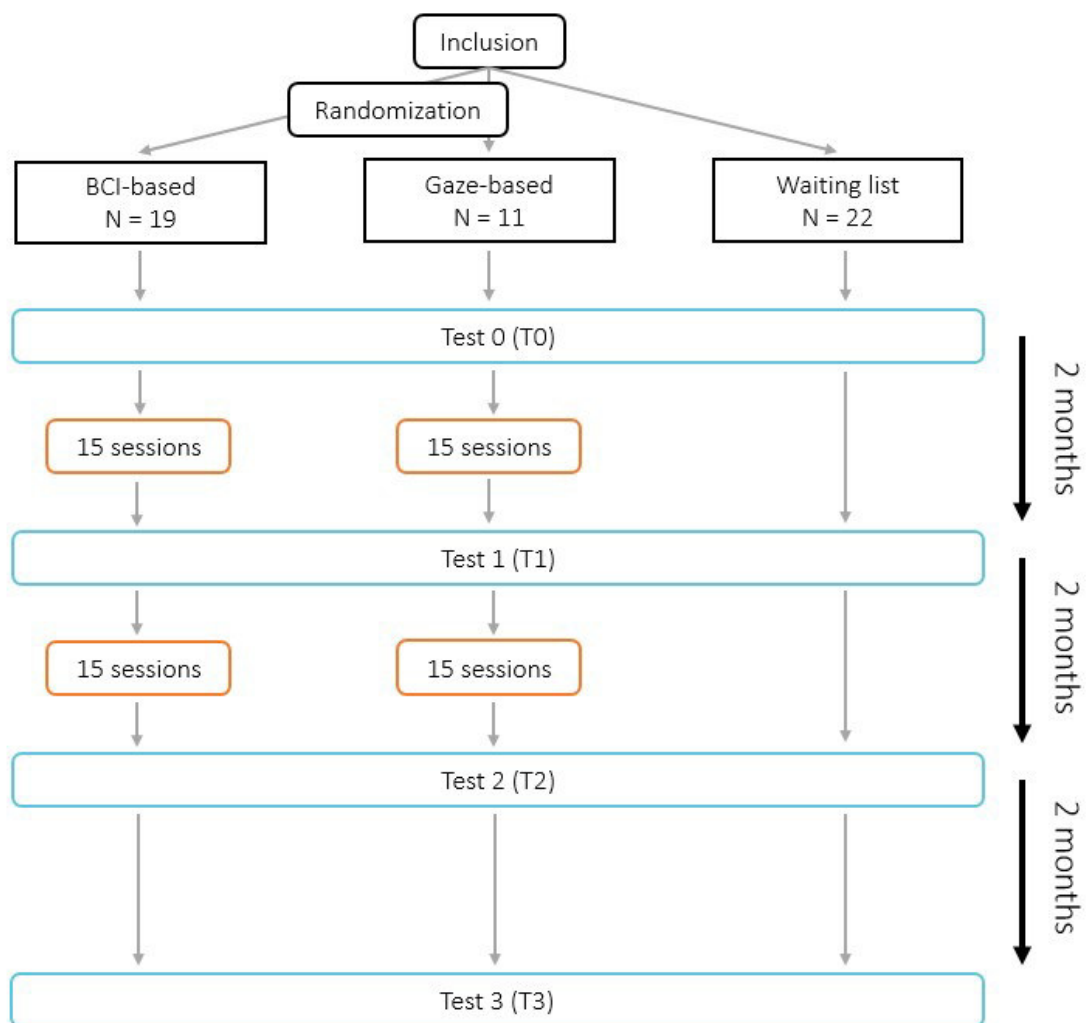 Inclusion
Randomization
BCI-based
N = 19
Gaze-based
N = 11
Waiting list
N = 22
Test 0 (T0)
2 months
15 sessions
15 sessions
Test 1 (T1)
2 months
15 sessions
15 sessions
Test 2 (T2)
2 months
Test 3 (T3)